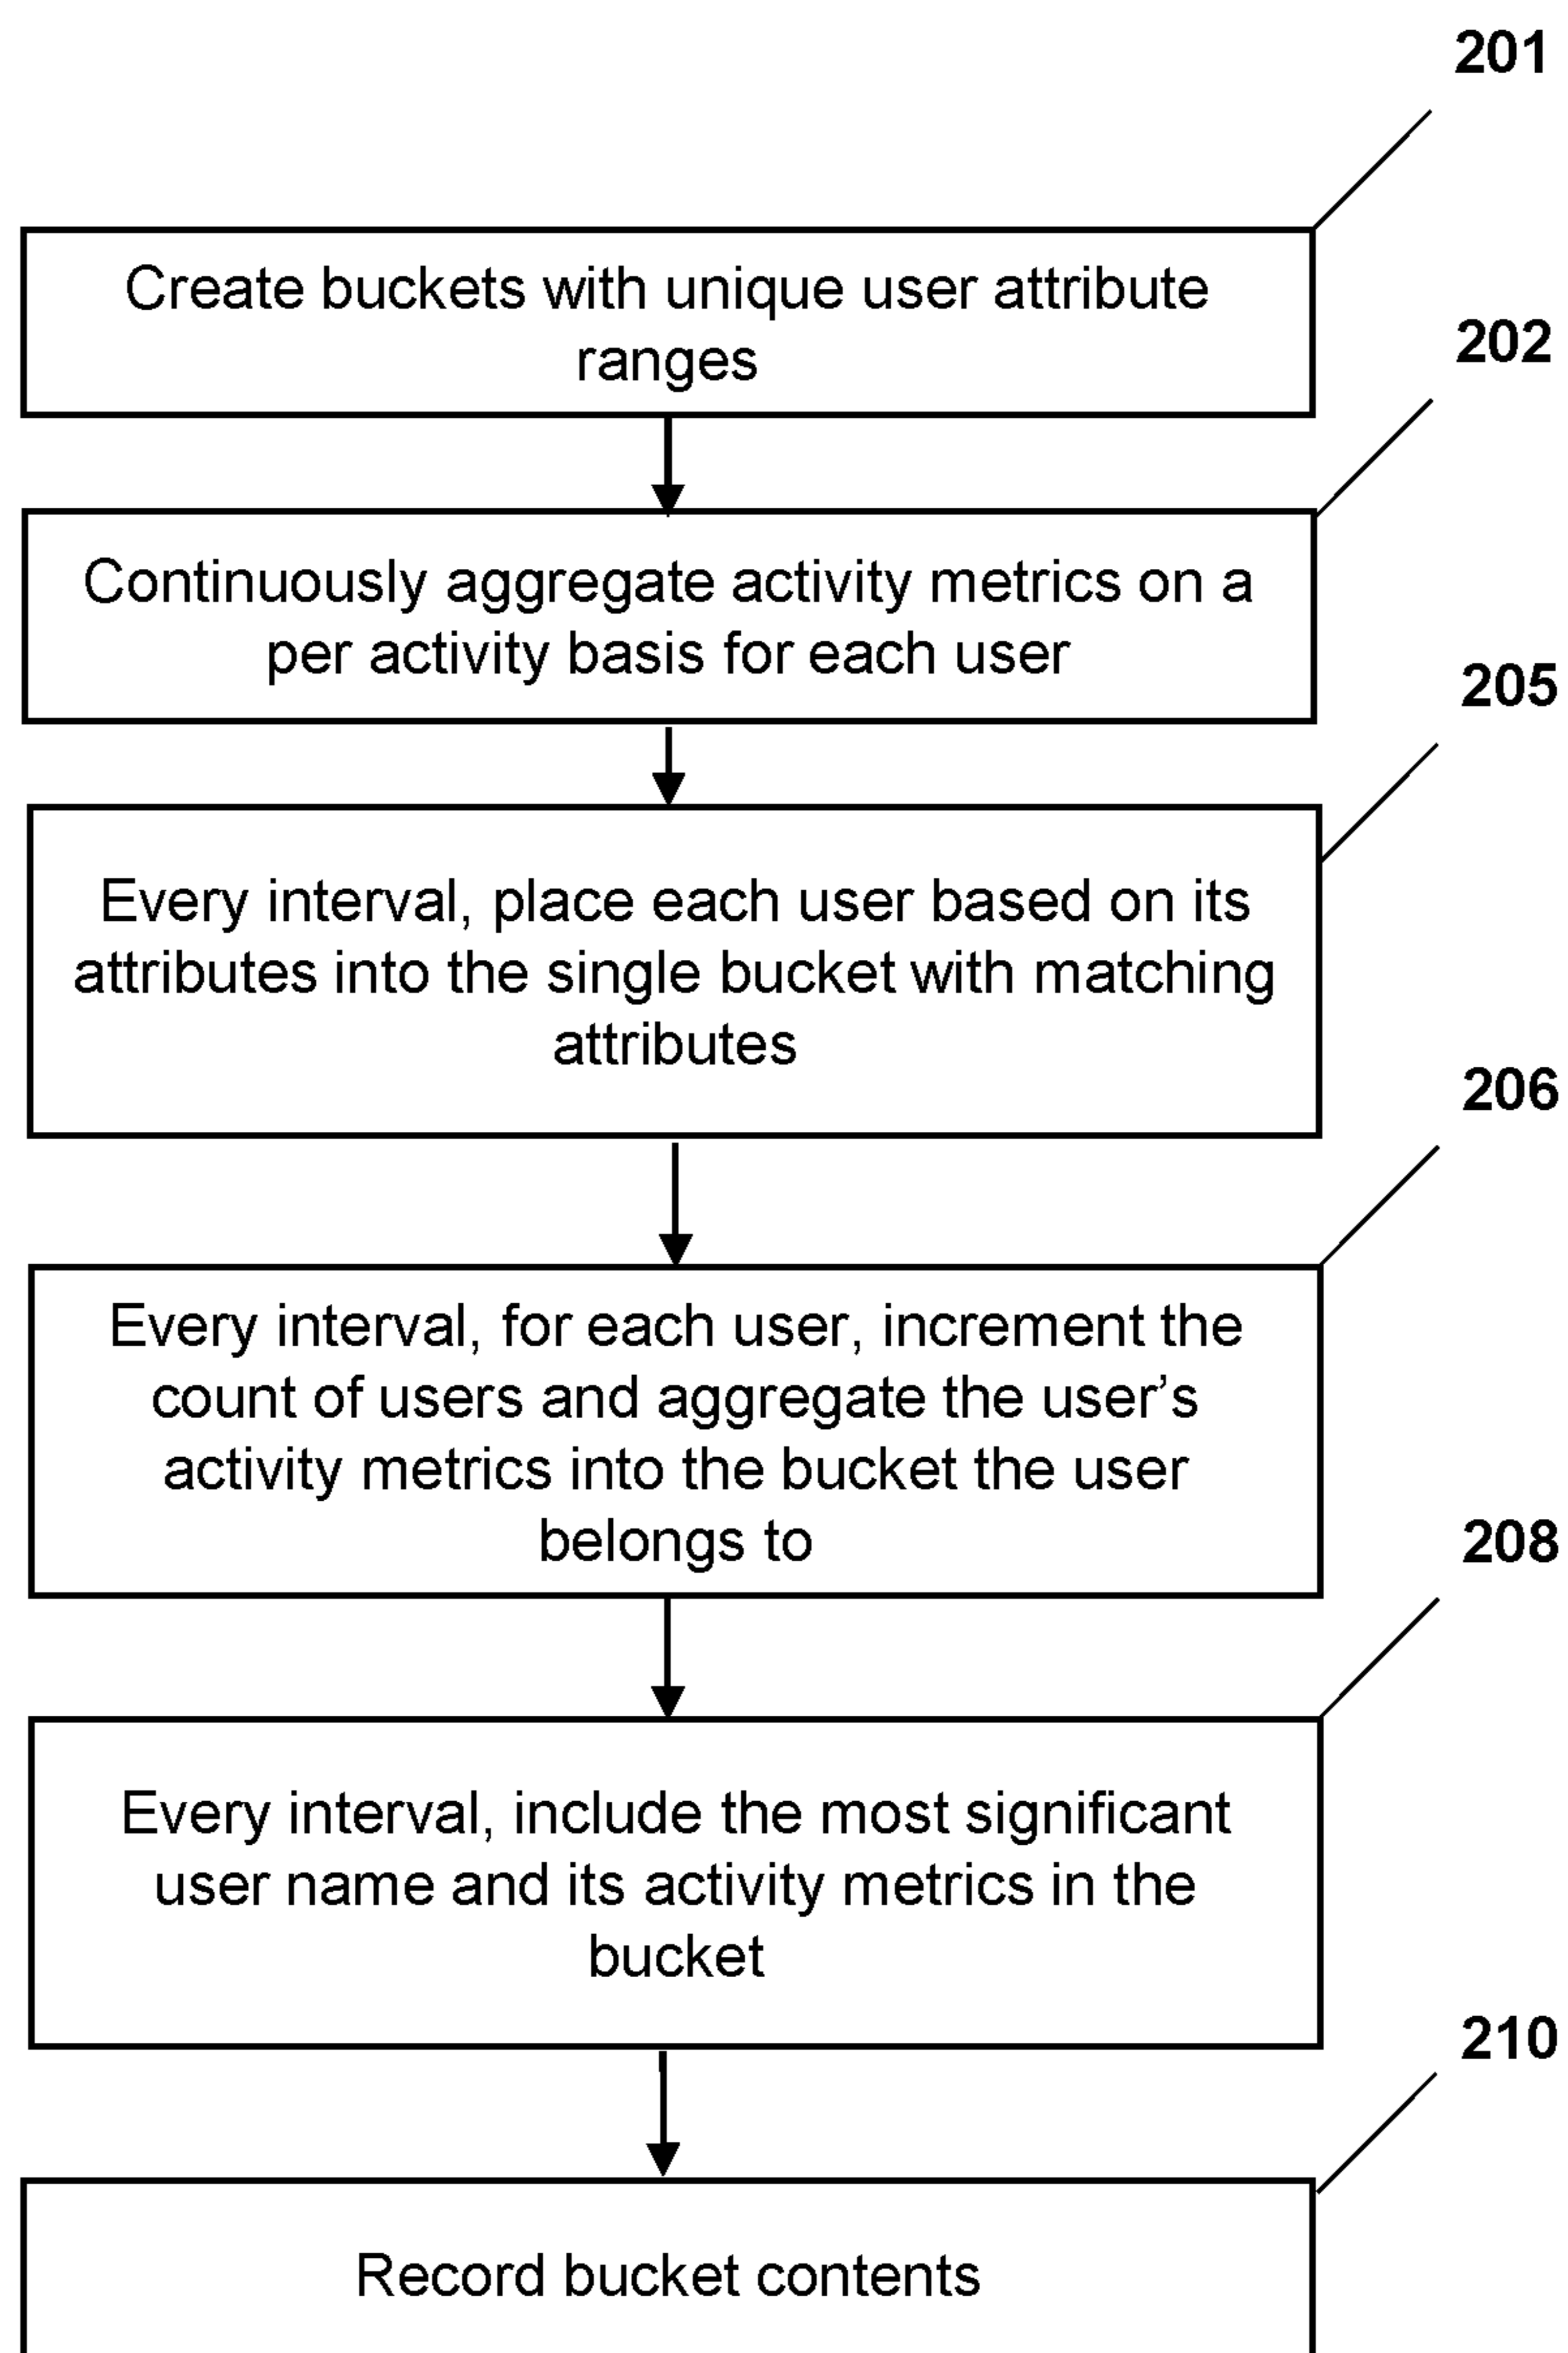 201
Create buckets with unique user attribute
ranges
202
Continuously aggregate activity metrics on a
per activity basis for each user
205
Every interval, place each user based on its
attributes into the single bucket with matching
attributes
206
Every interval, for each user, increment the
count of users and aggregate the user’s
activity metrics into the bucket the user
belongs to
208
Every interval, include the most significant
user name and its activity metrics in the
bucket
210
Record bucket contents